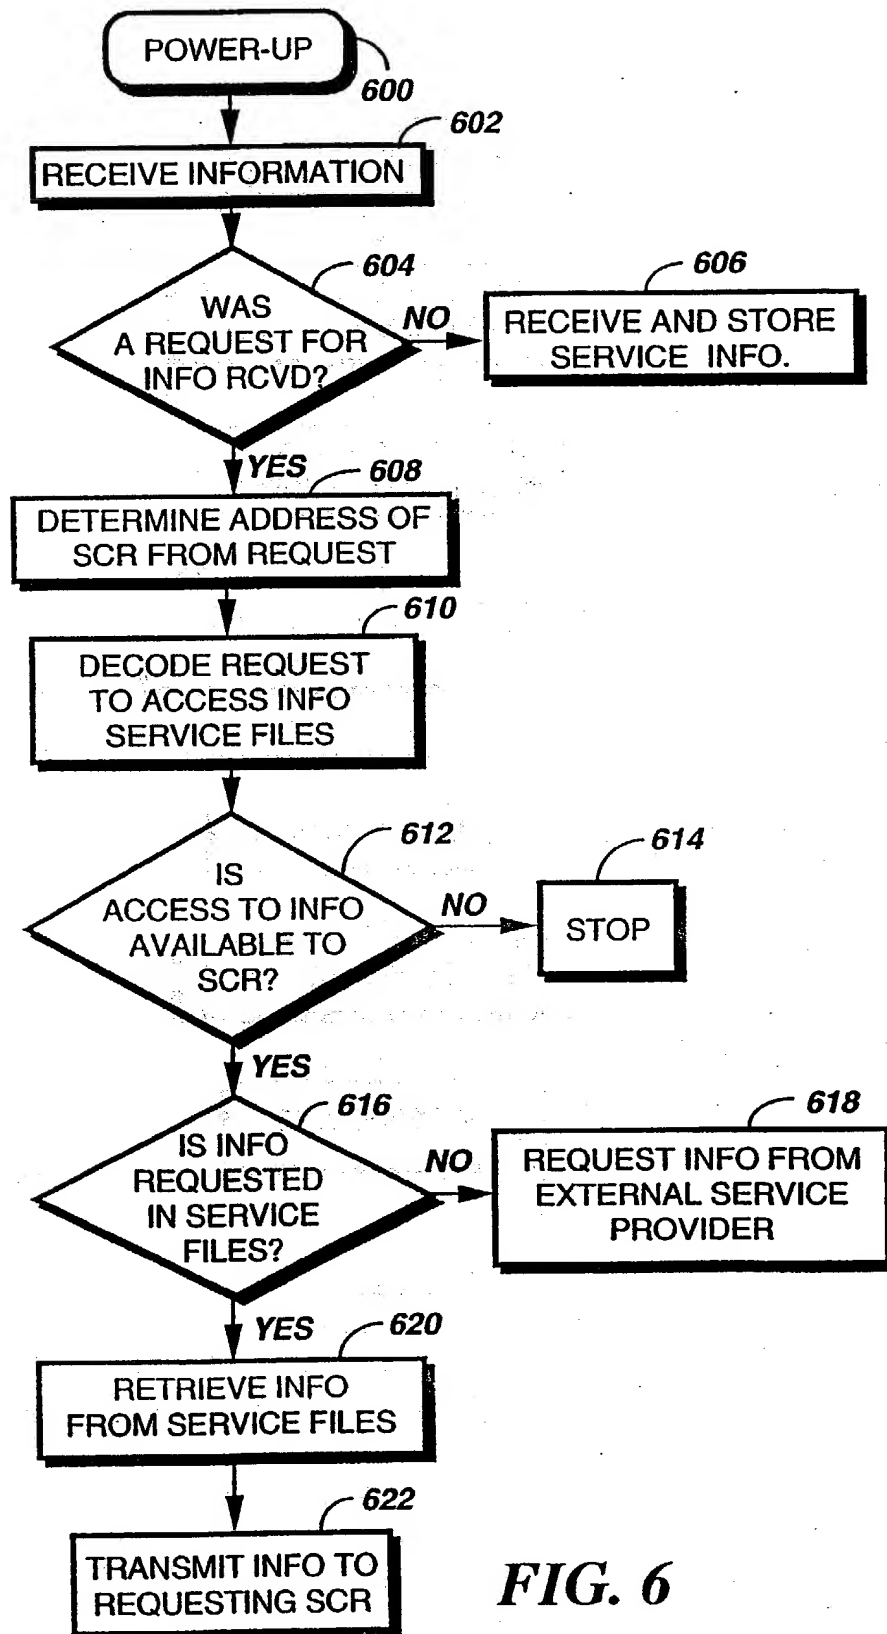 POWER-UP
600
602
RECEIVE INFORMATION
604
WAS
A REQUEST FOR
INFO RCVD?
NO
606
RECEIVE AND STORE
SERVICE INFO.
YES
608
DETERMINE ADDRESS OF
SCR FROM REQUEST
610
DECODE REQUEST
TO ACCESS INFO
SERVICE FILES
612
IS
ACCESS TO INFO
AVAILABLE TO
SCR?
NO
614
STOP
YES
616
IS INFO
REQUESTED
IN SERVICE
FILES?
NO
618
REQUEST INFO FROM
EXTERNAL SERVICE
PROVIDER
YES
620
RETRIEVE INFO
FROM SERVICE FILES
622
TRANSMIT INFO TO
REQUESTING SCR
FIG. 6